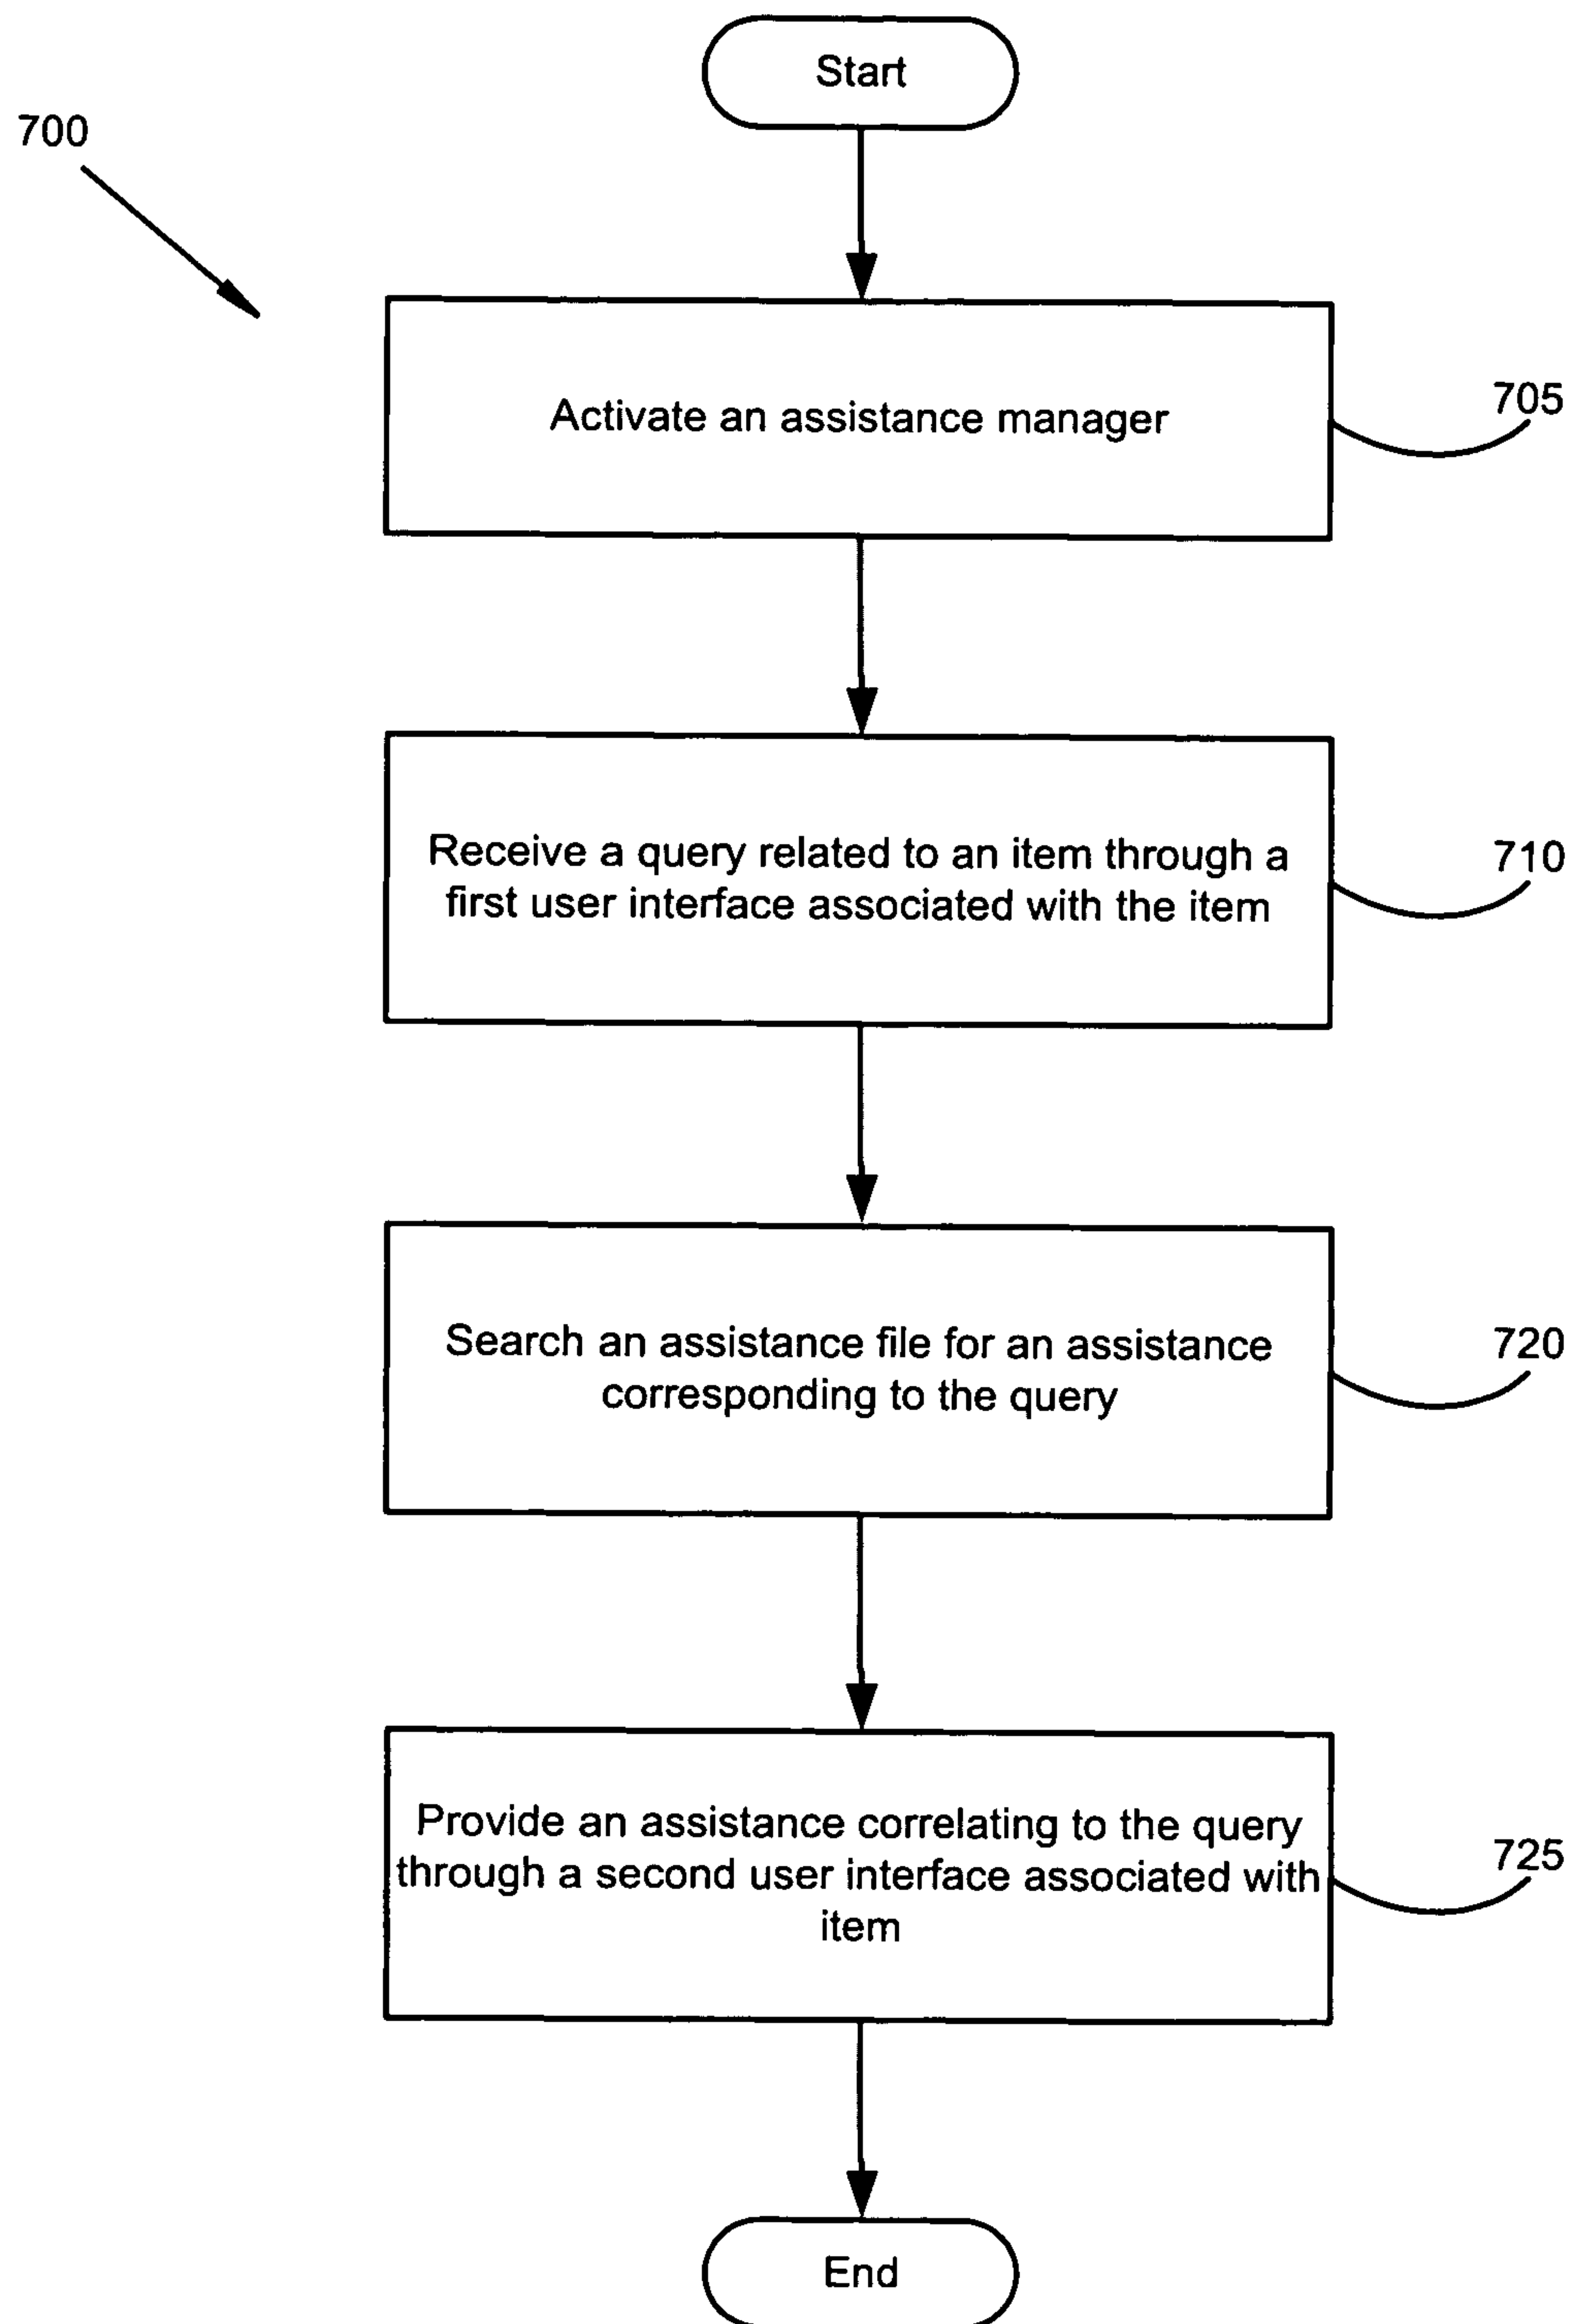 Start
700
Activate an assistance manager
705
Receive a query related to an item through a
first user interface associated with the item
710
Search an assistance file for an assistance
corresponding to the query
720
Provide an assistance correlating to the query
through a second user interface associated with
item
725
End